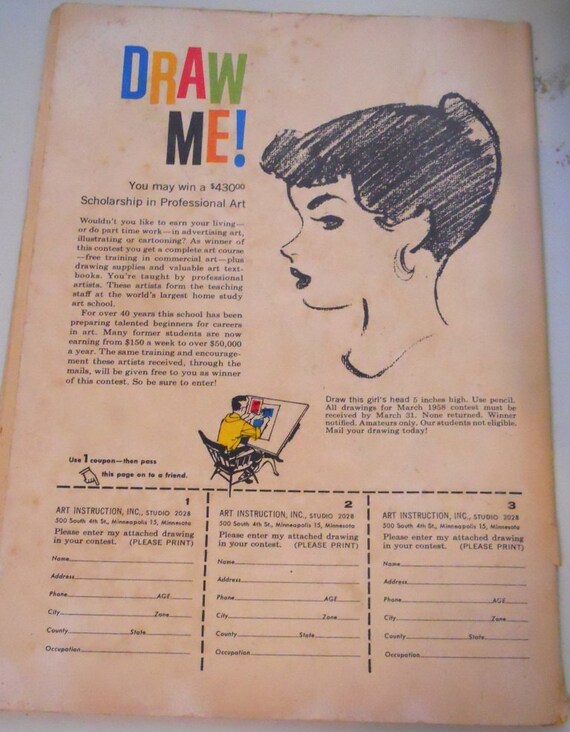 DRAW
ME!
You may win a $430⁰⁰
Scholarship in Professional Art
Wouldn't you like to earn your living—
or do part time work—in advertising art,
illustrating or cartooning? As winner of
this contest you get a complete art course
—free training in commercial art—plus
drawing supplies and valuable art text-
books. You're taught by professional
artists. These artists form the teaching
staff at the world's largest home study
art school.
For over 40 years this school has been
preparing talented beginners for careers
in art. Many former students are now
earning from $150 a week to over $50,000
a year. The same training and encourage-
ment these artists received, through the
mails, will be given free to you as winner
of this contest. So be sure to enter!
Draw this girl's head 5 inches high. Use pencil.
All drawings for March 1958 contest must be
received by March 31. None returned. Winner
notified. Amateurs only. Our students not eligible.
Mail your drawing today!
Use 1 coupon—then pass
this page on to a friend.
1
ART INSTRUCTION, INC., STUDIO 2028
500 South 4th St., Minneapolis 15, Minnesota
Please enter my attached drawing
in your contest. (PLEASE PRINT)
Name
Address
Phone AGE
City Zone
County State
Occupation
2
ART INSTRUCTION, INC., STUDIO 2028
500 South 4th St., Minneapolis 15, Minnesota
Please enter my attached drawing
in your contest. (PLEASE PRINT)
Name
Address
Phone AGE
City Zone
County State
Occupation
3
ART INSTRUCTION, INC., STUDIO 2028
500 South 4th St., Minneapolis 15, Minnesota
Please enter my attached drawing
in your contest. (PLEASE PRINT)
Name
Address
Phone AGE
City Zone
County State
Occupation